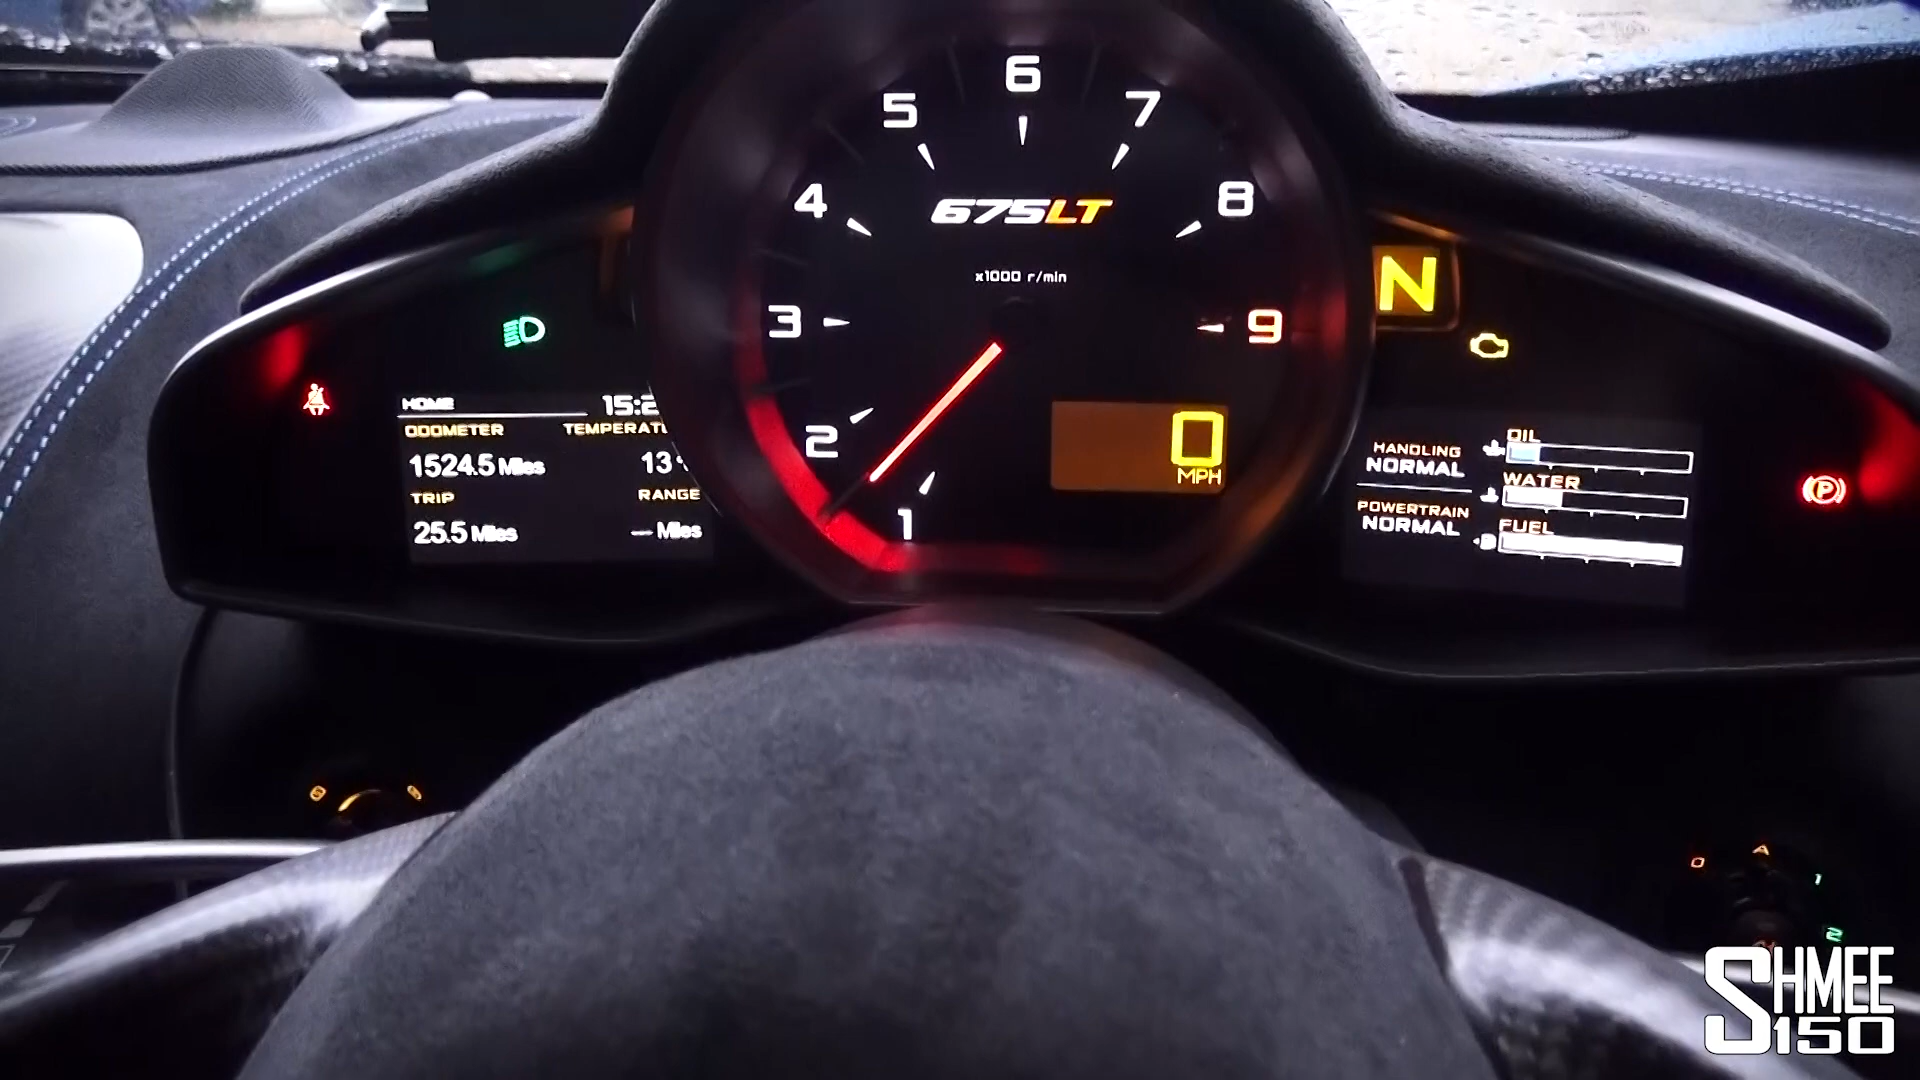 6
5
7
4
8
675LT
x1000 r/min
3
9
N
HOME 15:2
ODOMETER TEMPERATU
1524.5 Miles 13°
TRIP RANGE
25.5 Miles --- Miles
2
1
0
MPH
HANDLING
NORMAL
POWERTRAIN
NORMAL
OIL
WATER
FUEL
P
O A 1
2
SHMEE
150